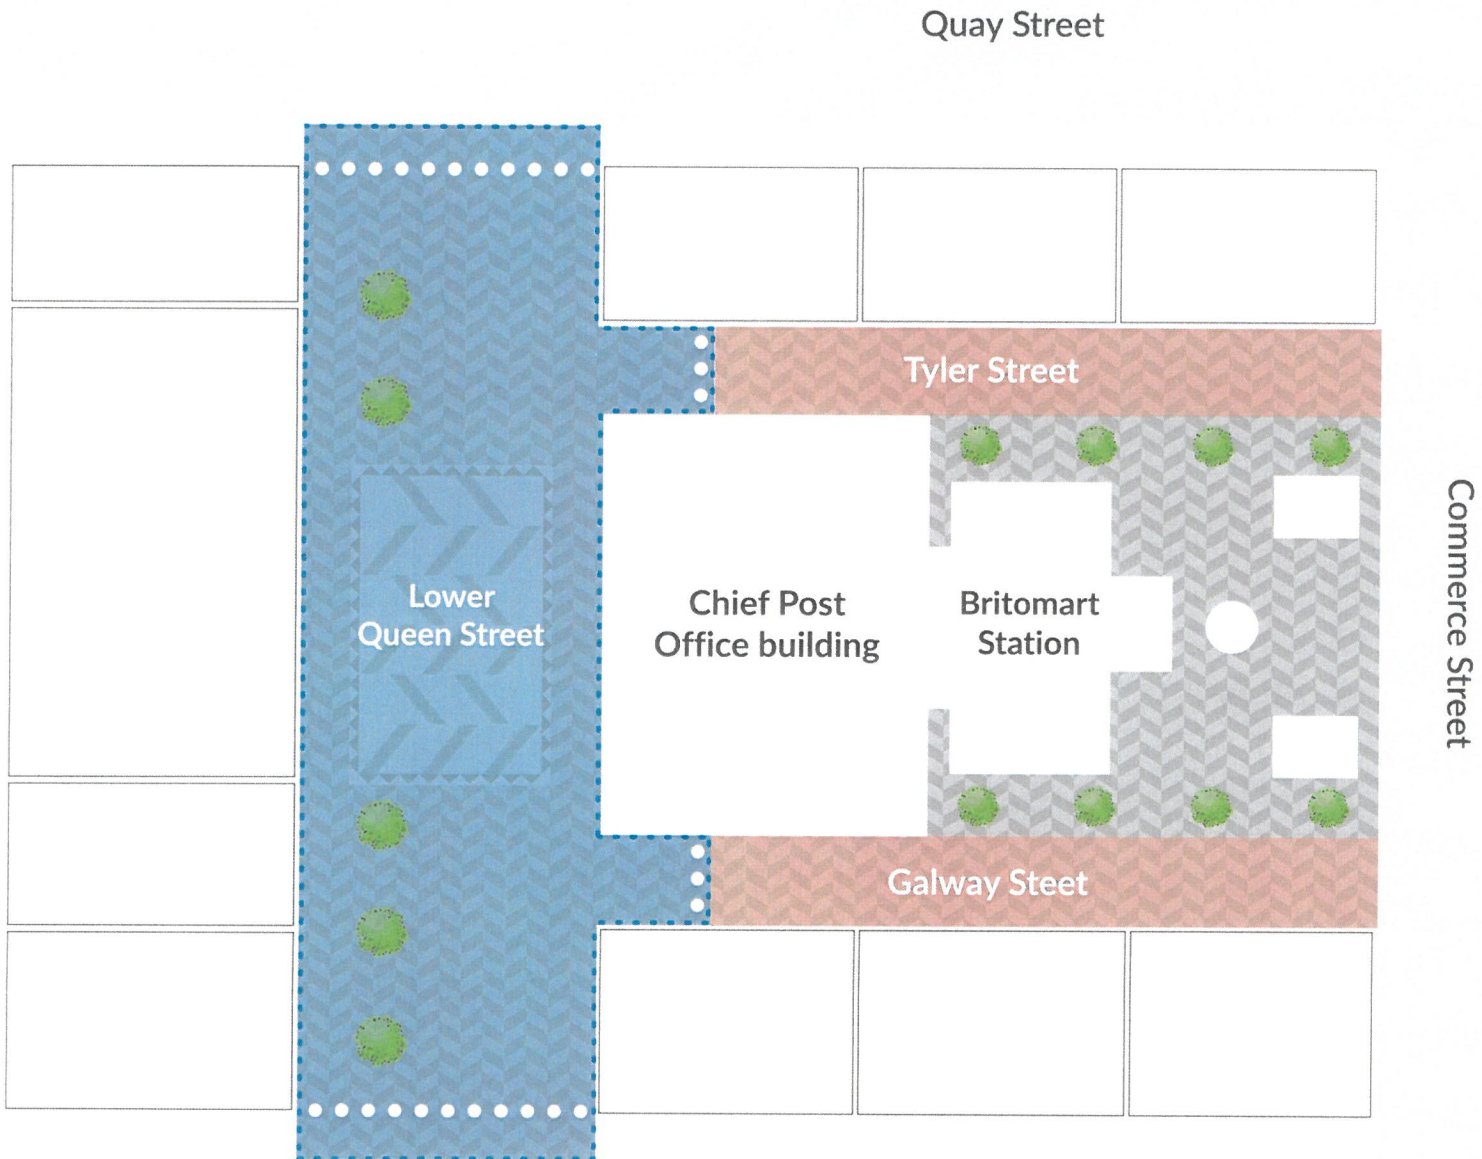 Quay Street
Tyler Street
Lower
Queen Street
Chief Post
Office building
Britomart
Station
Commerce Street
Galway Steet